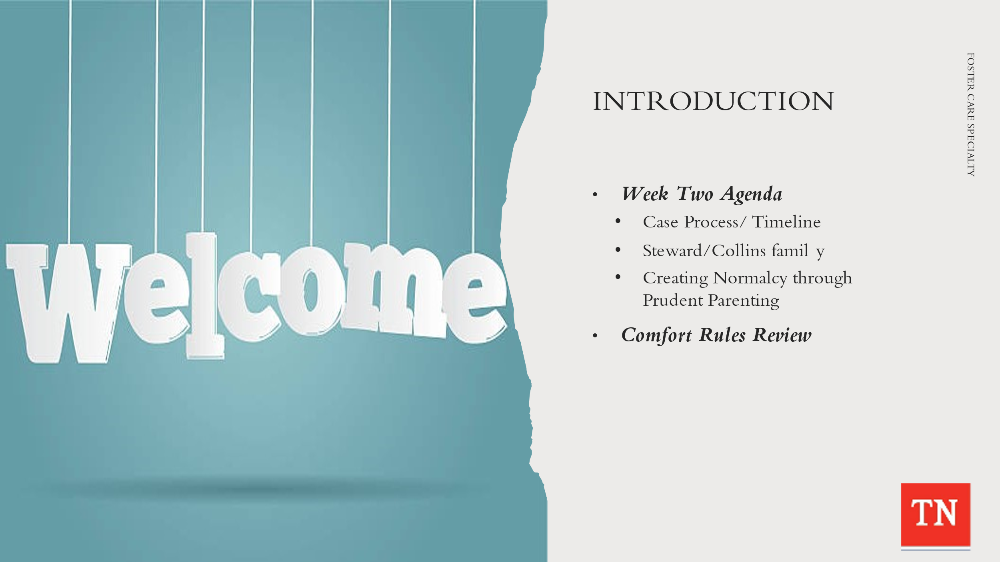 Welcome
INTRODUCTION
• Week Two Agenda
• Case Process/ Timeline
• Steward/Collins famil y
• Creating Normalcy through
Prudent Parenting
• Comfort Rules Review
FOSTER CARE SPECIALTY
TN